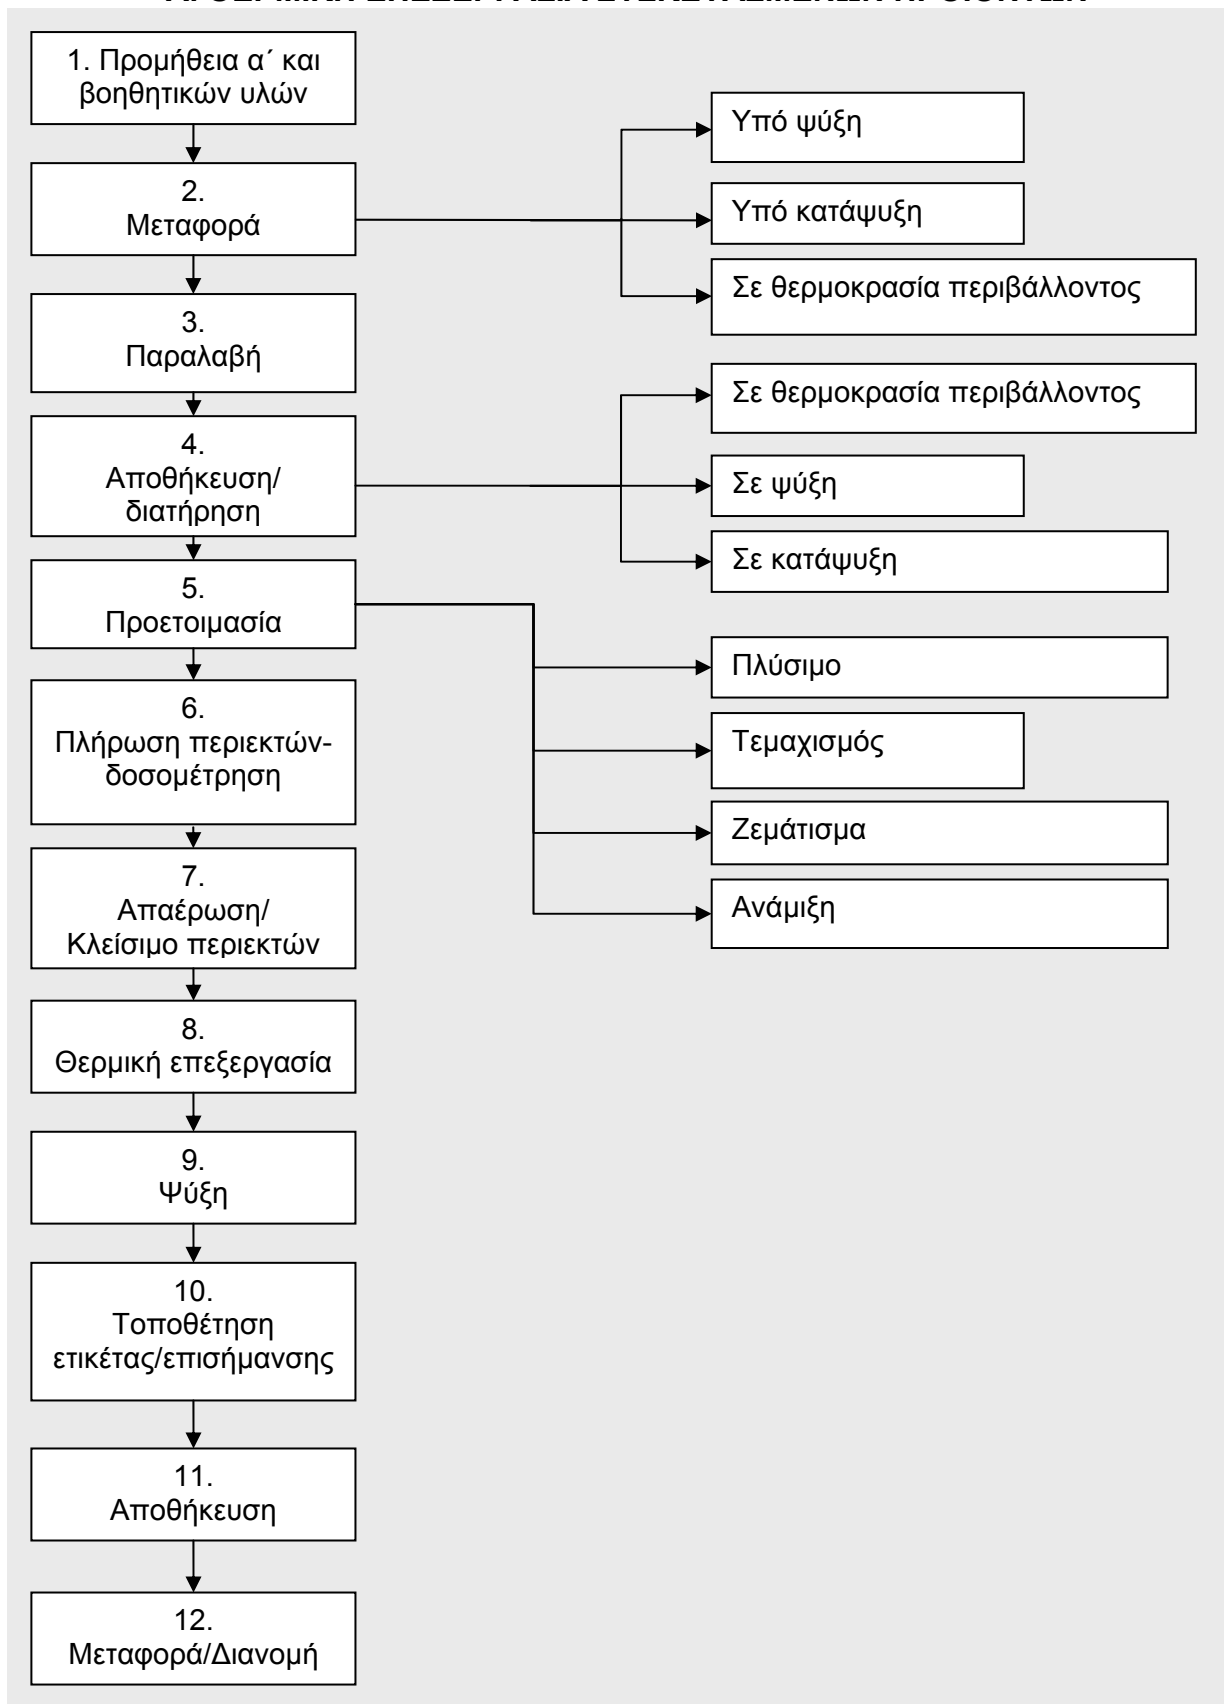 1. Προμήθεια α΄ και
βοηθητικών υλών
2.
Μεταφορά
Υπό ψύξη
Υπό κατάψυξη
Σε θερμοκρασία περιβάλλοντος
3.
Παραλαβή
4.
Αποθήκευση/
διατήρηση
Σε θερμοκρασία περιβάλλοντος
Σε ψύξη
Σε κατάψυξη
5.
Προετοιμασία
Πλύσιμο
Τεμαχισμός
Ζεμάτισμα
Ανάμιξη
6.
Πλήρωση περιεκτών-
δοσομέτρηση
7.
Απαέρωση/
Κλείσιμο περιεκτών
8.
Θερμική επεξεργασία
9.
Ψύξη
10.
Τοποθέτηση
ετικέτας/επισήμανσης
11.
Αποθήκευση
12.
Μεταφορά/Διανομή